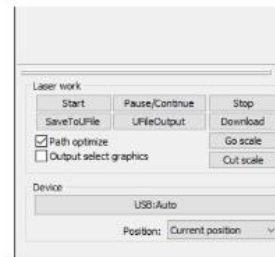 Laser work
Start Pause/Continue Stop
SaveToUFile UFileOutput Download
Path optimize Go scale
Output select graphics Cut scale
Device
USB:Auto
Position: Current position